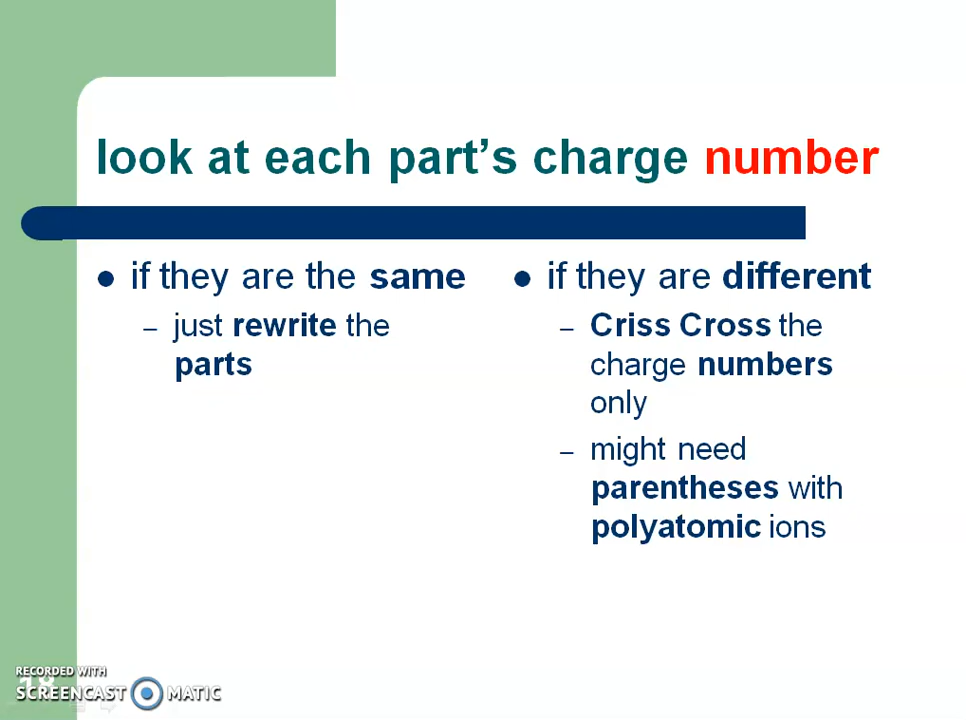 look at each part’s charge number
● if they are the same
– just rewrite the
parts
● if they are different
– Criss Cross the
charge numbers
only
– might need
parentheses with
polyatomic ions
RECORDED WITH
18
SCREENCAST MATIC